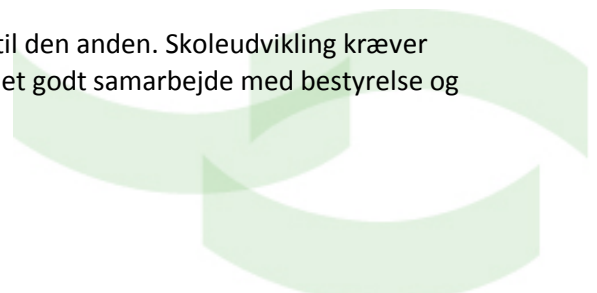 til den anden. Skoleudvikling kræver
et godt samarbejde med bestyrelse og